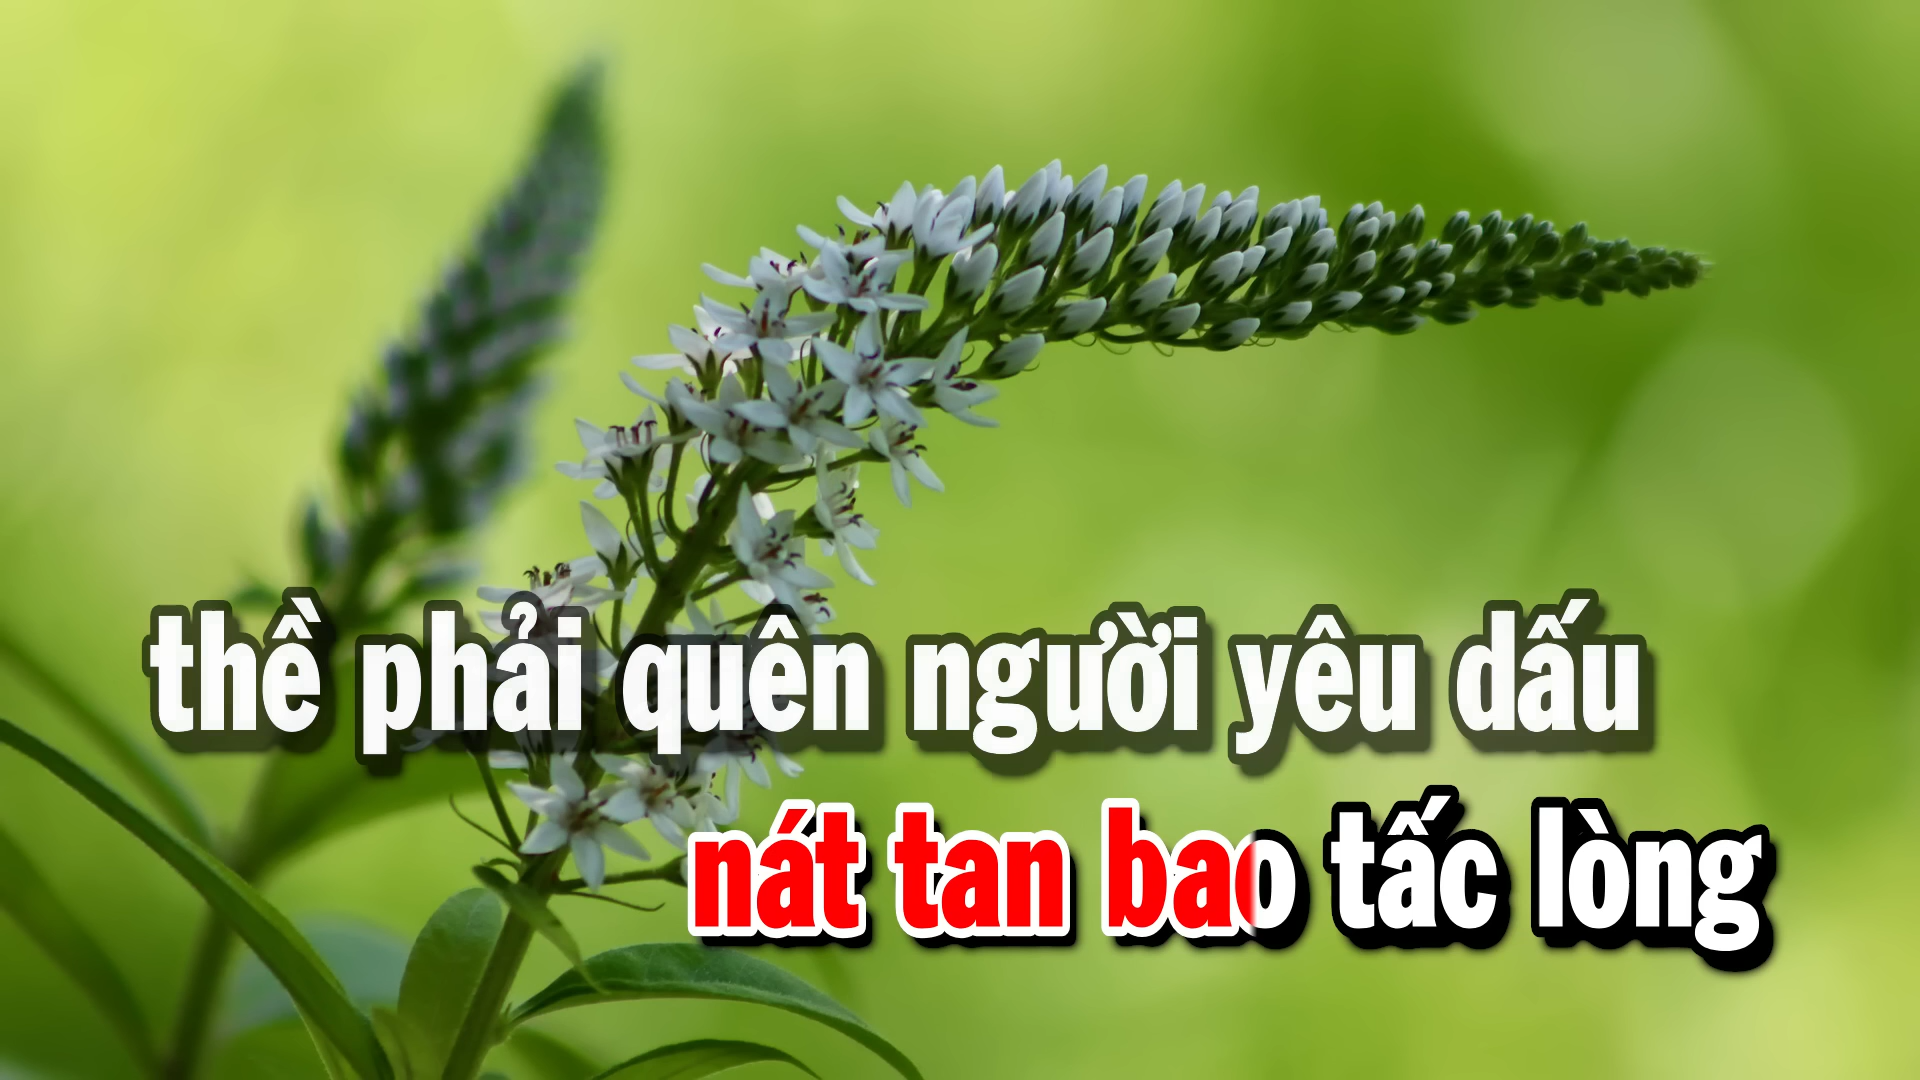 thề phải quên người yêu dấu
nát tan bao tấc lòng